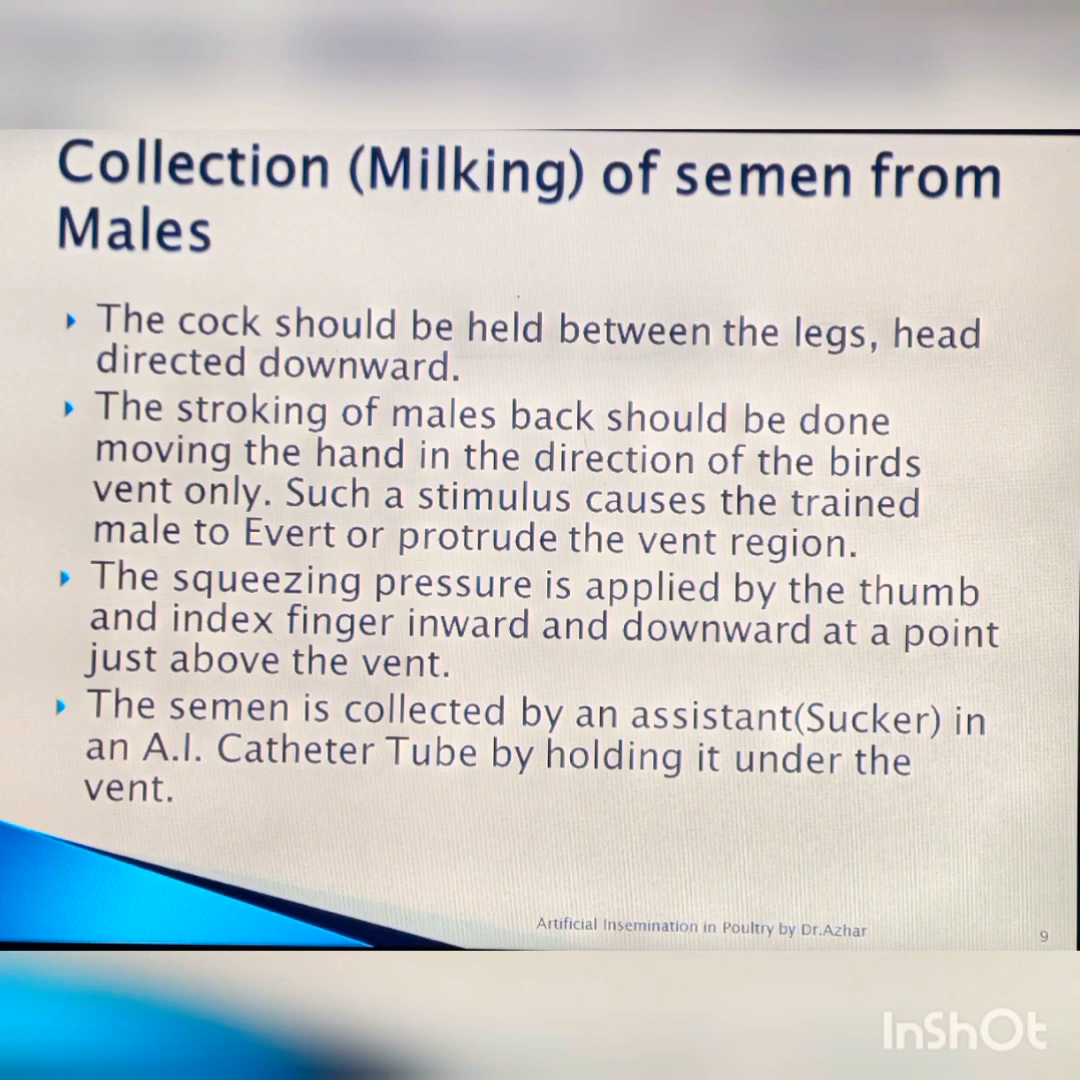 Collection (Milking) of semen from
Males
The cock should be held between the legs, head
directed downward.
The stroking of males back should be done
moving the hand in the direction of the birds
vent only. Such a stimulus causes the trained
male to Evert or protrude the vent region.
The squeezing pressure is applied by the thumb
and index finger inward and downward at a point
just above the vent.
The semen is collected by an assistant(Sucker) in
an A.I. Catheter Tube by holding it under the
vent.
Artificial Insemination in Poultry by Dr.Azhar
9
InShOt